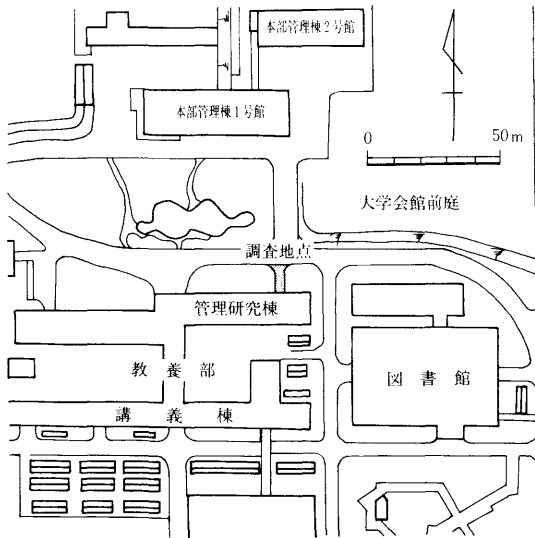 本部管理棟2号館
本部管理棟1号館
0 50m
大学会館前庭
調査地点
管理研究棟
教養部
図書館
講義棟